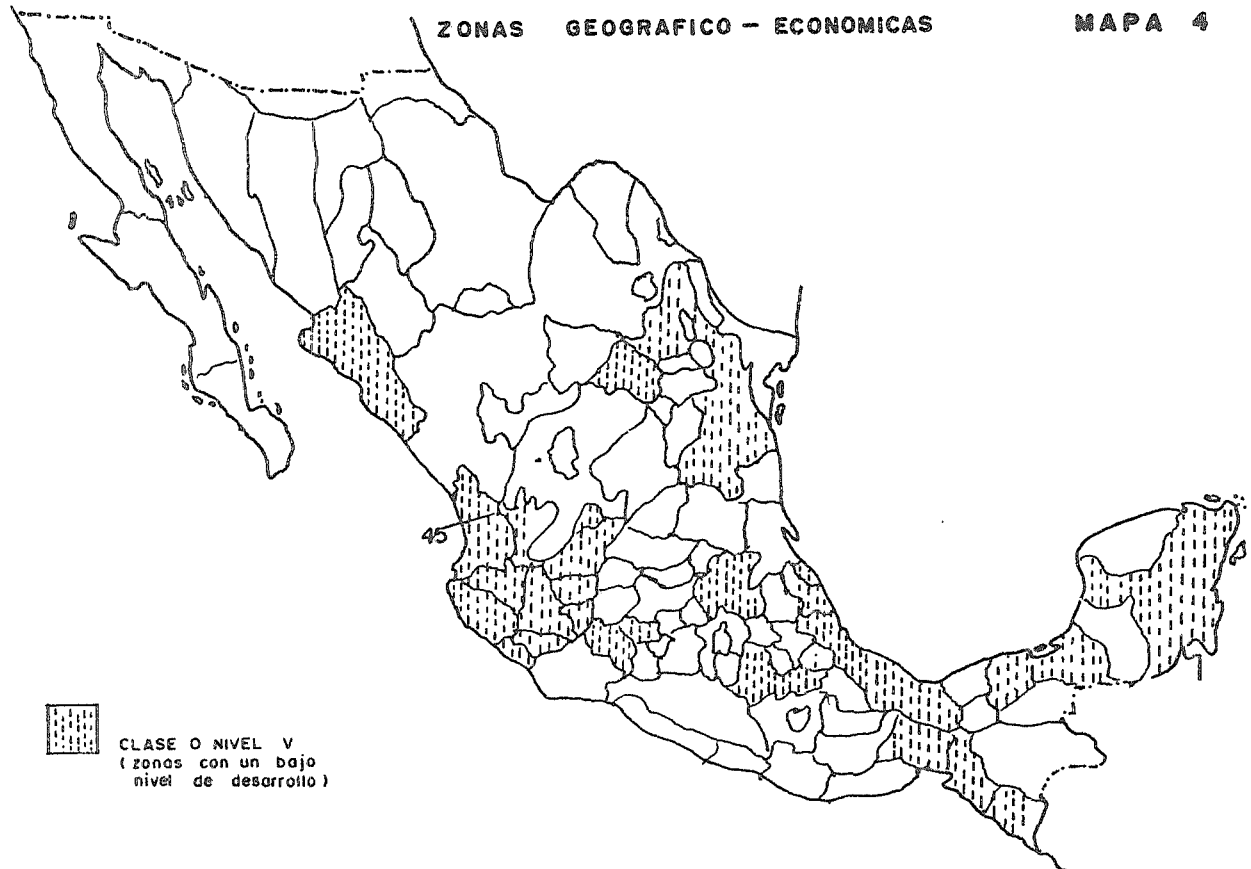 ZONAS GEOGRAFICO - ECONOMICAS
MAPA 4
45
CLASE O NIVEL V
( zonas con un bajo
nivel de desarrollo )